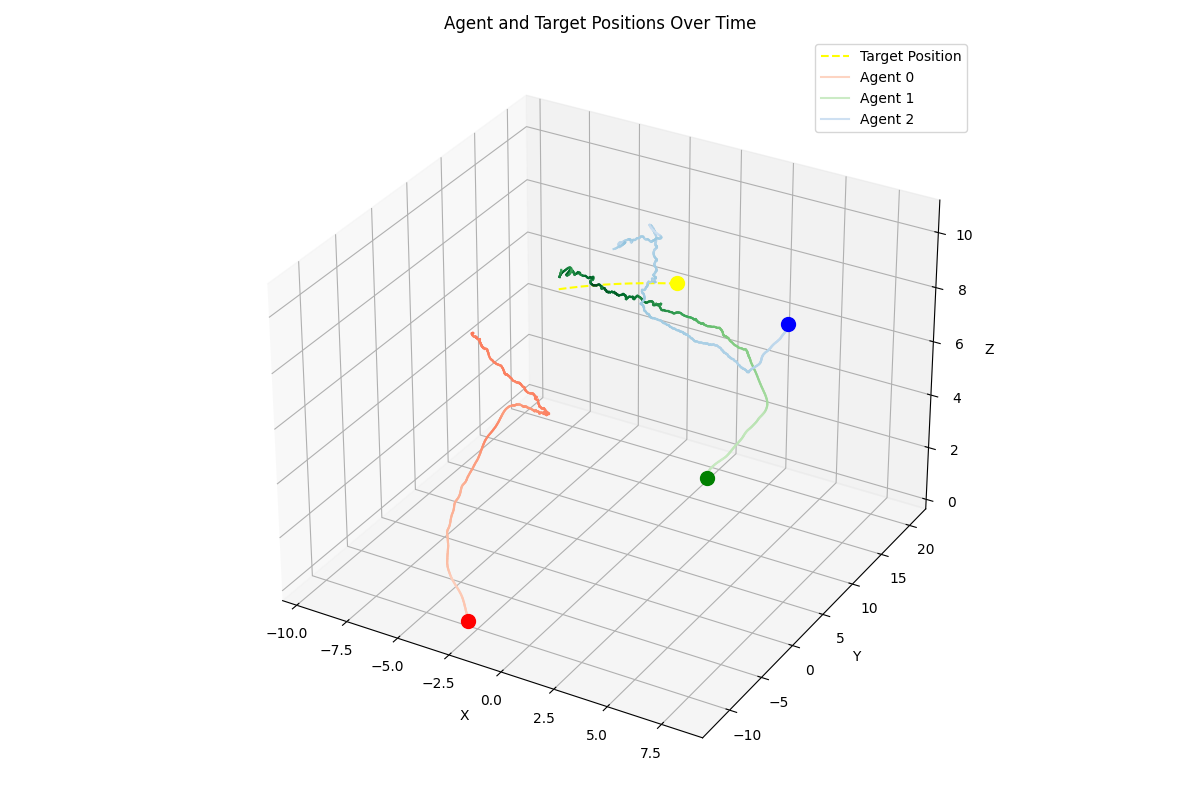 Agent and Target Positions Over Time
Target Position
Agent 0
Agent 1
Agent 2
10
8
6
Z
4
2
0
20
15
10
5
Y
0
−5
−10
−10.0
−7.5
−5.0
−2.5
X
0.0
2.5
5.0
7.5